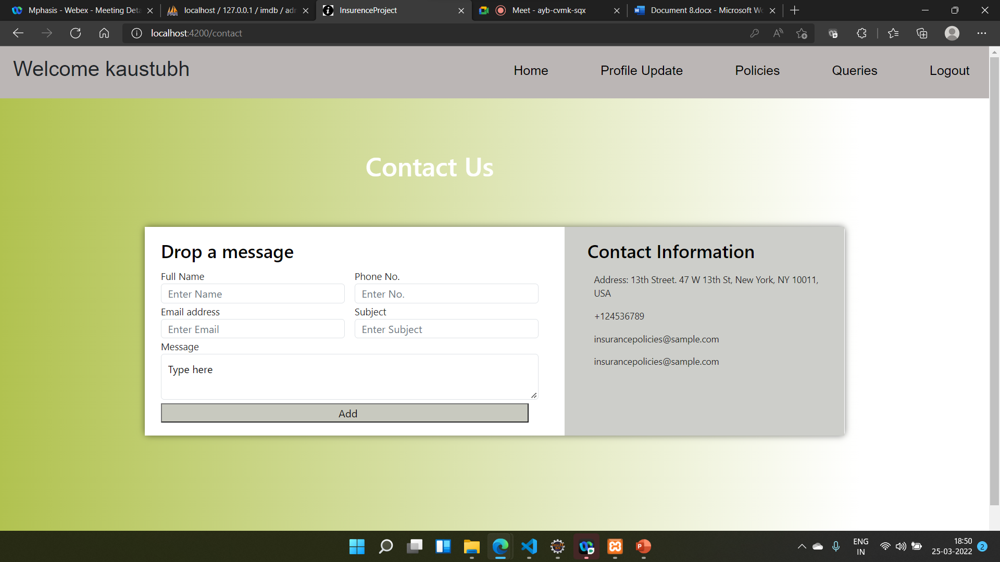 Mphasis - Webex - Meeting Deta
localhost / 127.0.0.1 / imdb / adm
InsurenceProject
Meet - ayb-cvmk-sqx
Document 8.docx - Microsoft Wo
localhost:4200/contact
Welcome kaustubh
Home
Profile Update
Policies
Queries
Logout
Contact Us
Drop a message
Full Name
Phone No.
Enter Name
Enter No.
Email address
Subject
Enter Email
Enter Subject
Message
Type here
Add
Contact Information
Address: 13th Street. 47 W 13th St, New York, NY 10011,
USA
+124536789
insurancepolicies@sample.com
insurancepolicies@sample.com
ENG
IN
18:50
25-03-2022
2